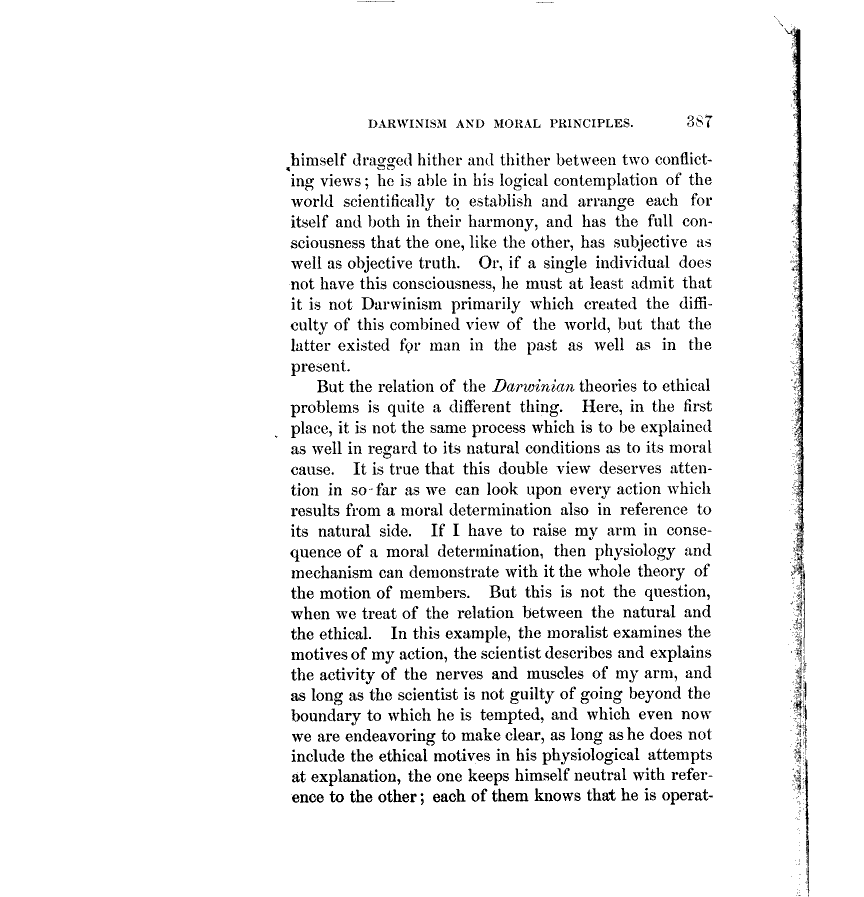 DARWINISM AND MORAL PRINCIPLES. 387
himself dragged hither and thither between two conflict-
ing views; he is able in his logical contemplation of the
world scientifically to establish and arrange each for
itself and both in their harmony, and has the full con-
sciousness that the one, like the other, has subjective as
well as objective truth. Or, if a single individual does
not have this consciousness, he must at least admit that
it is not Darwinism primarily which created the diffi-
culty of this combined view of the world, but that the
latter existed for man in the past as well as in the
present.
But the relation of the Darwinian theories to ethical
problems is quite a different thing. Here, in the first
place, it is not the same process which is to be explained
as well in regard to its natural conditions as to its moral
cause. It is true that this double view deserves atten-
tion in so-far as we can look upon every action which
results from a moral determination also in reference to
its natural side. If I have to raise my arm in conse-
quence of a moral determination, then physiology and
mechanism can demonstrate with it the whole theory of
the motion of members. But this is not the question,
when we treat of the relation between the natural and
the ethical. In this example, the moralist examines the
motives of my action, the scientist describes and explains
the activity of the nerves and muscles of my arm, and
as long as the scientist is not guilty of going beyond the
boundary to which he is tempted, and which even now
we are endeavoring to make clear, as long as he does not
include the ethical motives in his physiological attempts
at explanation, the one keeps himself neutral with refer-
ence to the other; each of them knows that he is operat-